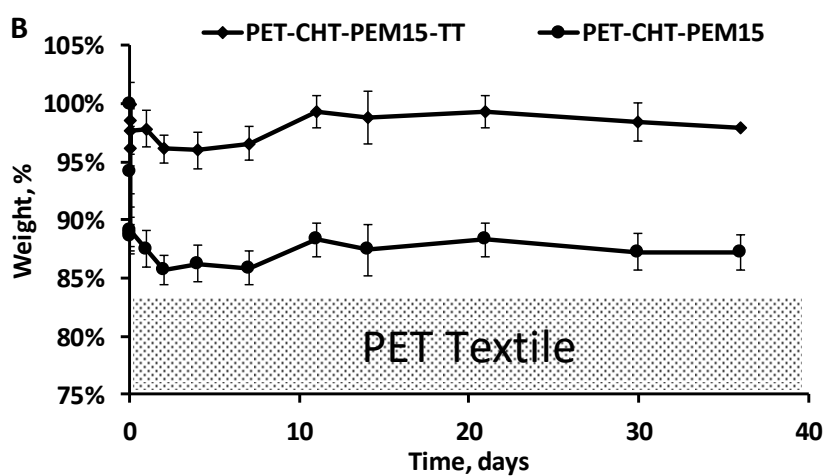 B
PET-CHT-PEM15-TT PET-CHT-PEM15
105%
100%
95%
90%
85%
80%
75%
Weight, %
PET Textile
0 10 20 30 40
Time, days